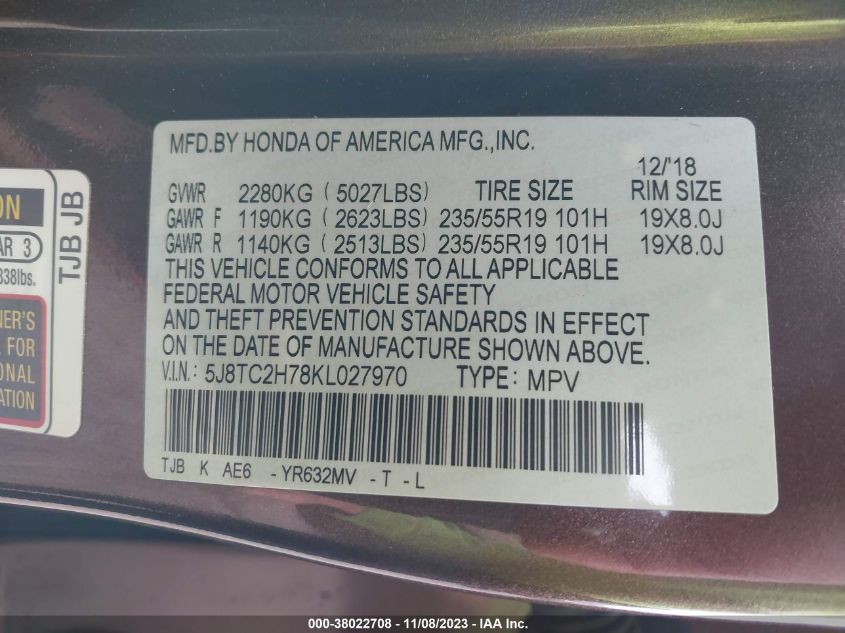 MFD.BY HONDA OF AMERICA MFG.,INC.
12/'18
GVWR 2280KG ( 5027LBS) TIRE SIZE RIM SIZE
GAWR F 1190KG ( 2623LBS) 235/55R19 101H 19X8.0J
GAWR R 1140KG ( 2513LBS) 235/55R19 101H 19X8.0J
THIS VEHICLE CONFORMS TO ALL APPLICABLE
FEDERAL MOTOR VEHICLE SAFETY
AND THEFT PREVENTION STANDARDS IN EFFECT
ON THE DATE OF MANUFACTURE SHOWN ABOVE.
V.I.N.: 5J8TC2H78KL027970 TYPE: MPV
TJB K AE6 - YR632MV - T - L
ON
AR 3
338lbs.
NER'S
FOR
ONAL
ATION
TJB JB
000-38022708 - 11/08/2023 - IAA Inc.